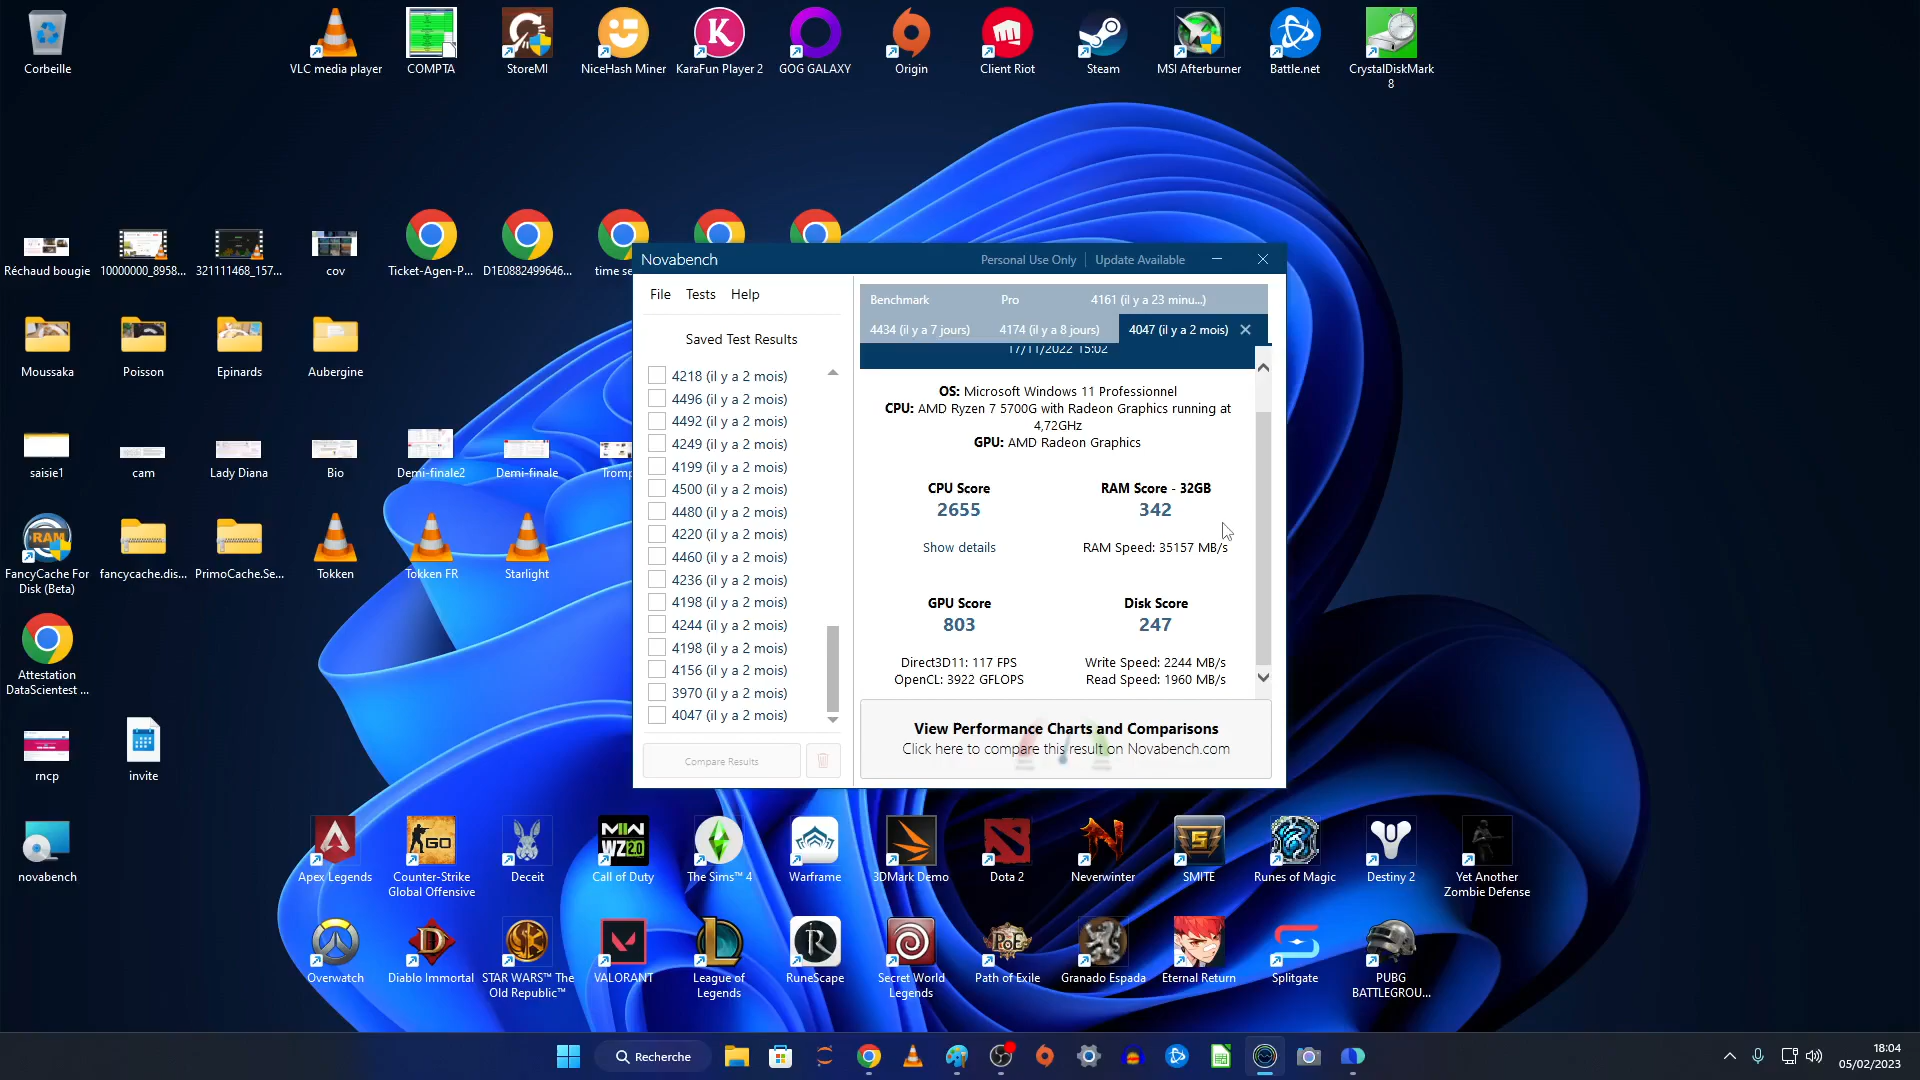 Corbeille
VLC media player
COMPTA
StoreMI
NiceHash Miner
KaraFun Player 2
GOG GALAXY
Origin
Client Riot
Steam
MSI Afterburner
Battle.net
CrystalDiskMark
8
Réchaud bougie
10000000_8958...
321111468_157...
cov
Ticket-Agen-P...
D1E0882499646...
time se
Moussaka
Poisson
Epinards
Aubergine
saisie1
cam
Lady Diana
Bio
Demi-finale2
Demi-finale
Tromp
RAM
FancyCache For
Disk (Beta)
fancycache.dis...
PrimoCache.Se...
Tokken
Tokken FR
Starlight
Attestation
DataScientest ...
rncp
invite
novabench
Novabench
Personal Use Only
Update Available
File
Tests
Help
Saved Test Results
4218 (il y a 2 mois)
4496 (il y a 2 mois)
4492 (il y a 2 mois)
4249 (il y a 2 mois)
4199 (il y a 2 mois)
4500 (il y a 2 mois)
4480 (il y a 2 mois)
4220 (il y a 2 mois)
4460 (il y a 2 mois)
4236 (il y a 2 mois)
4198 (il y a 2 mois)
4244 (il y a 2 mois)
4198 (il y a 2 mois)
4156 (il y a 2 mois)
3970 (il y a 2 mois)
4047 (il y a 2 mois)
Compare Results
Benchmark
Pro
4161 (il y a 23 minu...)
4434 (il y a 7 jours)
4174 (il y a 8 jours)
4047 (il y a 2 mois)
17/11/2022 15:02
OS: Microsoft Windows 11 Professionnel
CPU: AMD Ryzen 7 5700G with Radeon Graphics running at
4,72GHz
GPU: AMD Radeon Graphics
CPU Score
2655
Show details
RAM Score - 32GB
342
RAM Speed: 35157 MB/s
GPU Score
803
Direct3D11: 117 FPS
OpenCL: 3922 GFLOPS
Disk Score
247
Write Speed: 2244 MB/s
Read Speed: 1960 MB/s
View Performance Charts and Comparisons
Click here to compare this result on Novabench.com
Apex Legends
GO
Counter-Strike
Global Offensive
Deceit
MW
WZ2.0
Call of Duty
The Sims™ 4
Warframe
3DMark Demo
Dota 2
Neverwinter
SMITE
Runes of Magic
Destiny 2
Yet Another
Zombie Defense
Overwatch
Diablo Immortal
STAR WARS™ The
Old Republic™
VALORANT
League of
Legends
RuneScape
Secret World
Legends
PoE
Path of Exile
Granado Espada
Eternal Return
Splitgate
PUBG
BATTLEGROU...
Recherche
18:04
05/02/2023